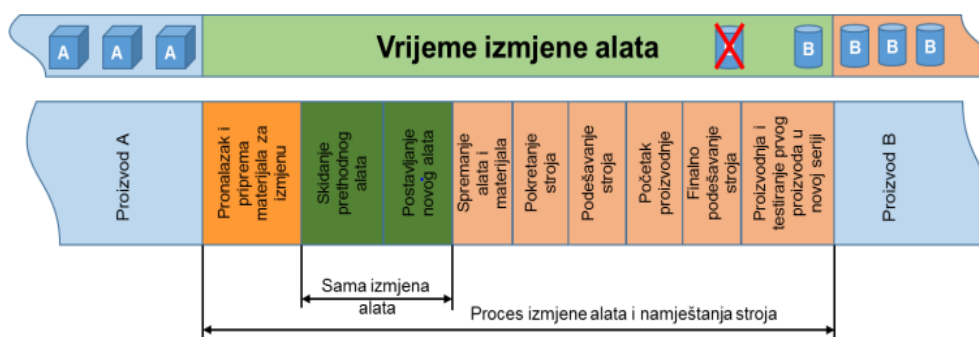 A A A
Vrijeme izmjene alata
B B B B
Proizvod A
Pronalazak i
priprema
materijala za
izmjenu
Skidanje
prethodnog
alata
Postavljanje
novog alata
Spremanje
alata i
materijala
Pokretanje
stroja
Podešavanje
stroja
Početak
proizvodnje
Finalno
podešavanje
stroja
Proizvodnja i
testiranje prvog
proizvoda u
novoj seriji
Proizvod B
Sama izmjena
alata
Proces izmjene alata i namještanja stroja